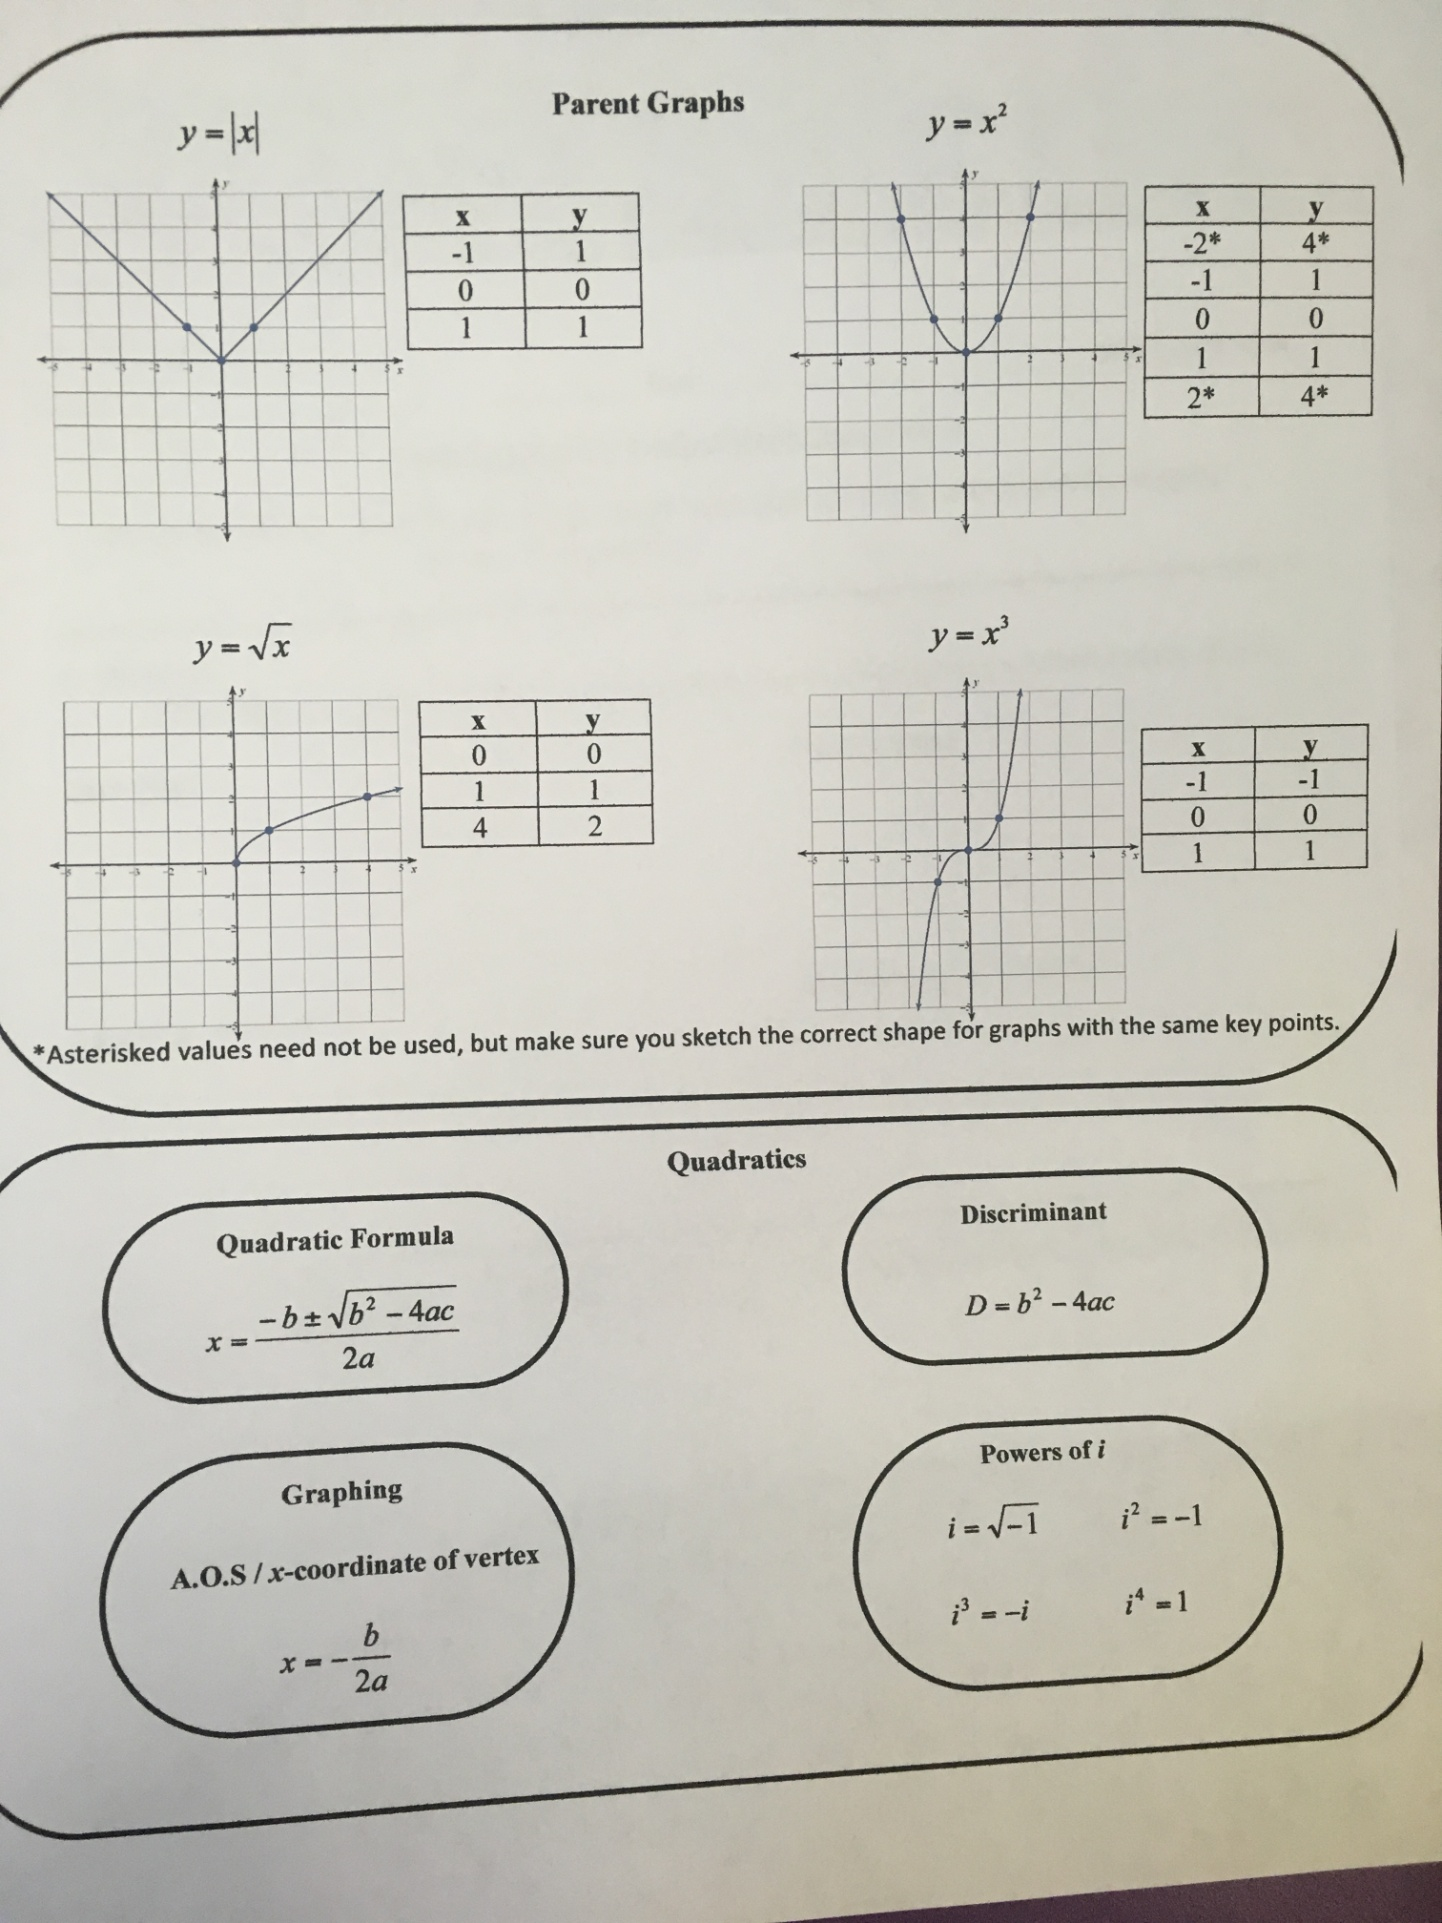 Parent Graphs
y = |x|
x y
-1 1
0 0
1 1
y = x²
x y
-2* 4*
-1 1
0 0
1 1
2* 4*
y = √x
x y
0 0
1 1
4 2
y = x³
x y
-1 -1
0 0
1 1
*Asterisked values need not be used, but make sure you sketch the correct shape for graphs with the same key points.
Quadratics
Quadratic Formula
x = (-b ± √(b² - 4ac)) / 2a
Discriminant
D = b² - 4ac
Graphing
A.O.S / x-coordinate of vertex
x = - b / 2a
Powers of i
i = √-1 i² = -1
i³ = -i i⁴ = 1